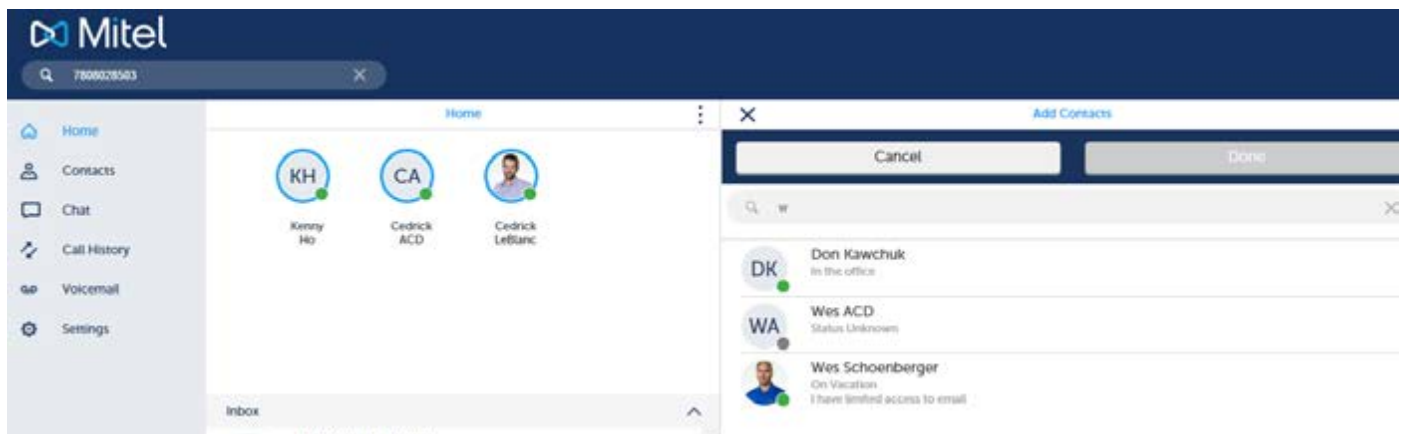 Mitel
7808028503
Home
Contacts
Chat
Call History
Voicemail
Settings
Home
KH
Kenny
Ho
CA
Cedrick
ACD
Cedrick
LeBlanc
Inbox
Add Contacts
Cancel
Done
w
DK
Don Kawchuk
In the office
WA
Wes ACD
Status Unknown
Wes Schoenberger
On Vacation
I have limited access to email